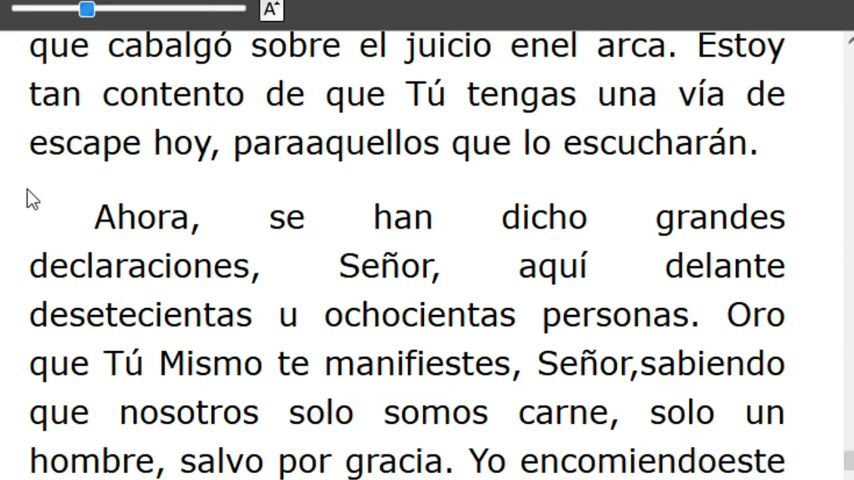 A
que cabalgó sobre el juicio enel arca. Estoy
tan contento de que Tú tengas una vía de
escape hoy, paraaquellos que lo escucharán.
Ahora, se han dicho grandes
declaraciones, Señor, aquí delante
desetecientas u ochocientas personas. Oro
que Tú Mismo te manifiestes, Señor,sabiendo
que nosotros solo somos carne, solo un
hombre, salvo por gracia. Yo encomiendoeste